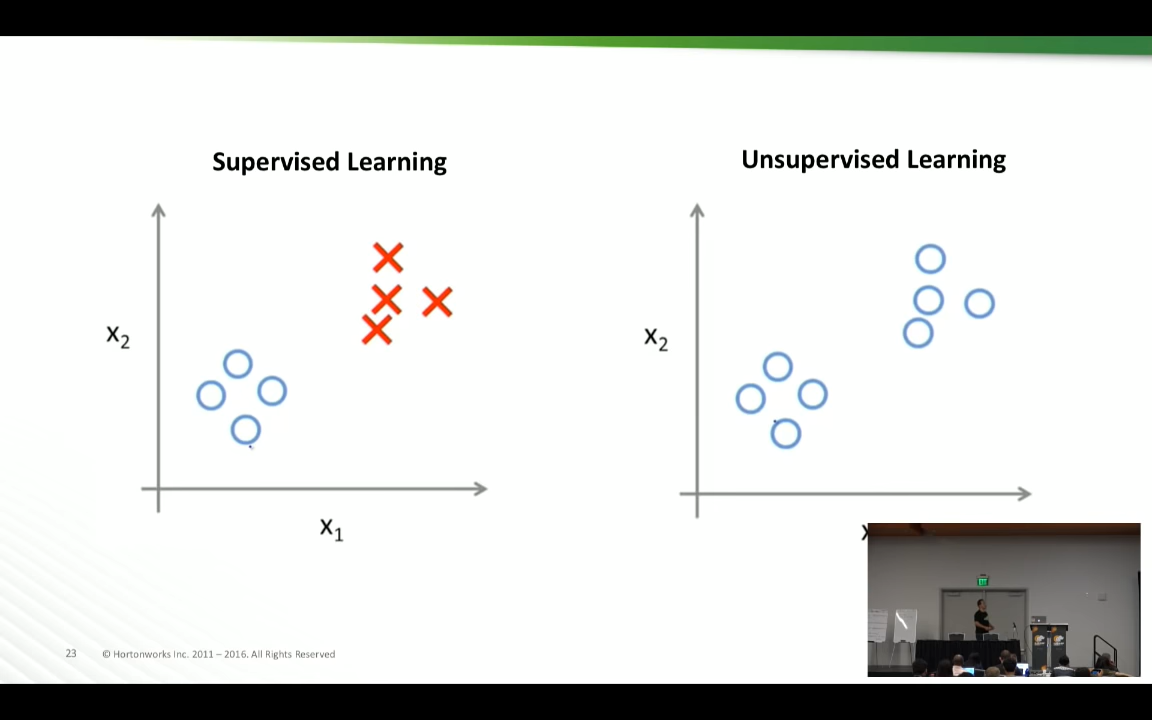 Supervised Learning
Unsupervised Learning
x2
x1
x2
23
© Hortonworks Inc. 2011 – 2016. All Rights Reserved